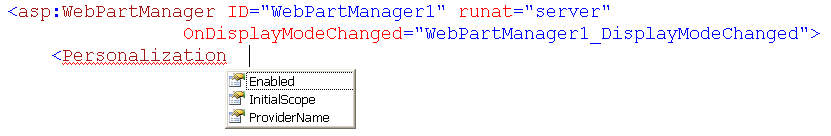 <asp:WebPartManager ID="WebPartManager1" runat="server"
OnDisplayModeChanged="WebPartManager1_DisplayModeChanged">
<Personalization
Enabled
InitialScope
ProviderName